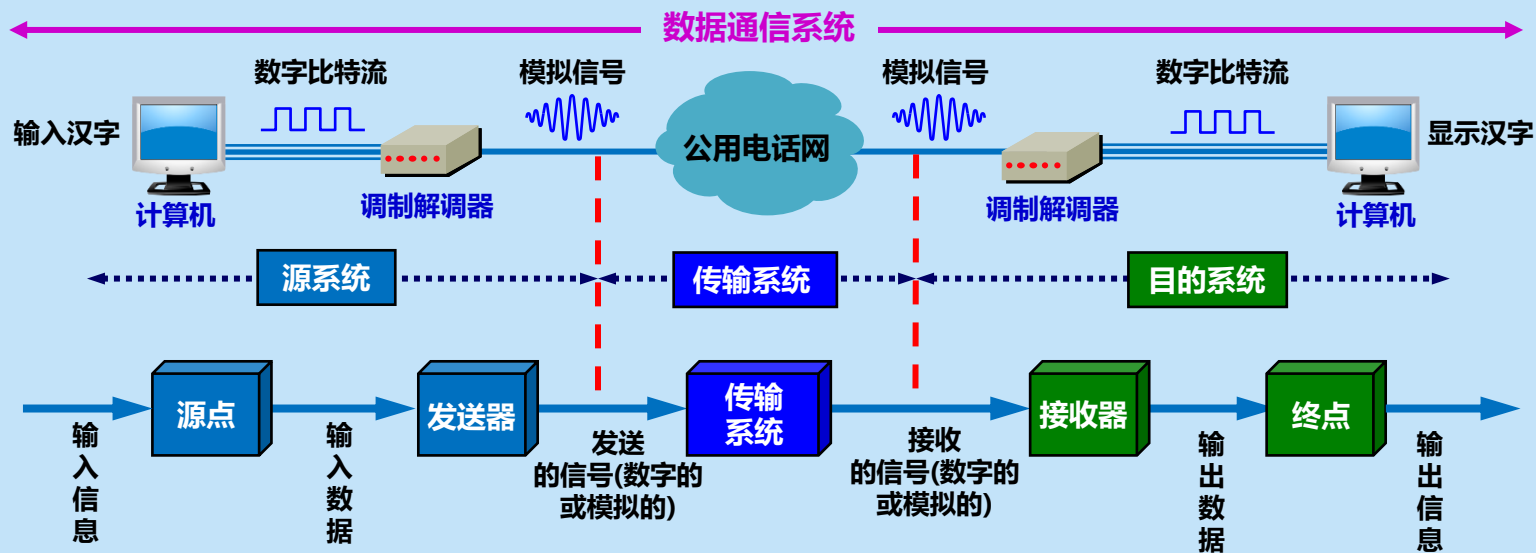 数据通信系统
数字比特流
模拟信号
模拟信号
数字比特流
输入汉字
公用电话网
显示汉字
计算机
调制解调器
调制解调器
计算机
源系统
传输系统
目的系统
源点
发送器
传输
系统
接收器
终点
输入信息
输入数据
发送
的信号(数字的
或模拟的)
接收
的信号(数字的
或模拟的)
输出数据
输出信息